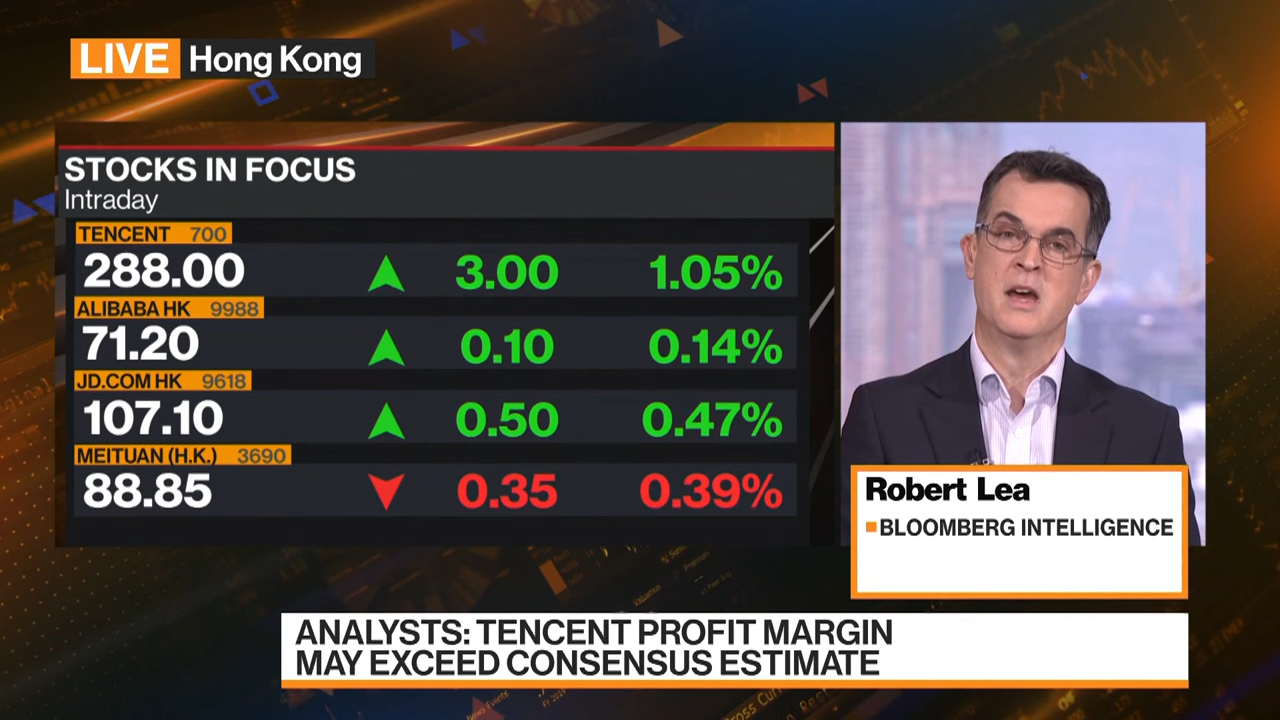 LIVE Hong Kong
STOCKS IN FOCUS
Intraday
TENCENT 700
288.00 3.00 1.05%
ALIBABA HK 9988
71.20 0.10 0.14%
JD.COM HK 9618
107.10 0.50 0.47%
MEITUAN (H.K.) 3690
88.85 0.35 0.39%
Robert Lea
BLOOMBERG INTELLIGENCE
ANALYSTS: TENCENT PROFIT MARGIN
MAY EXCEED CONSENSUS ESTIMATE